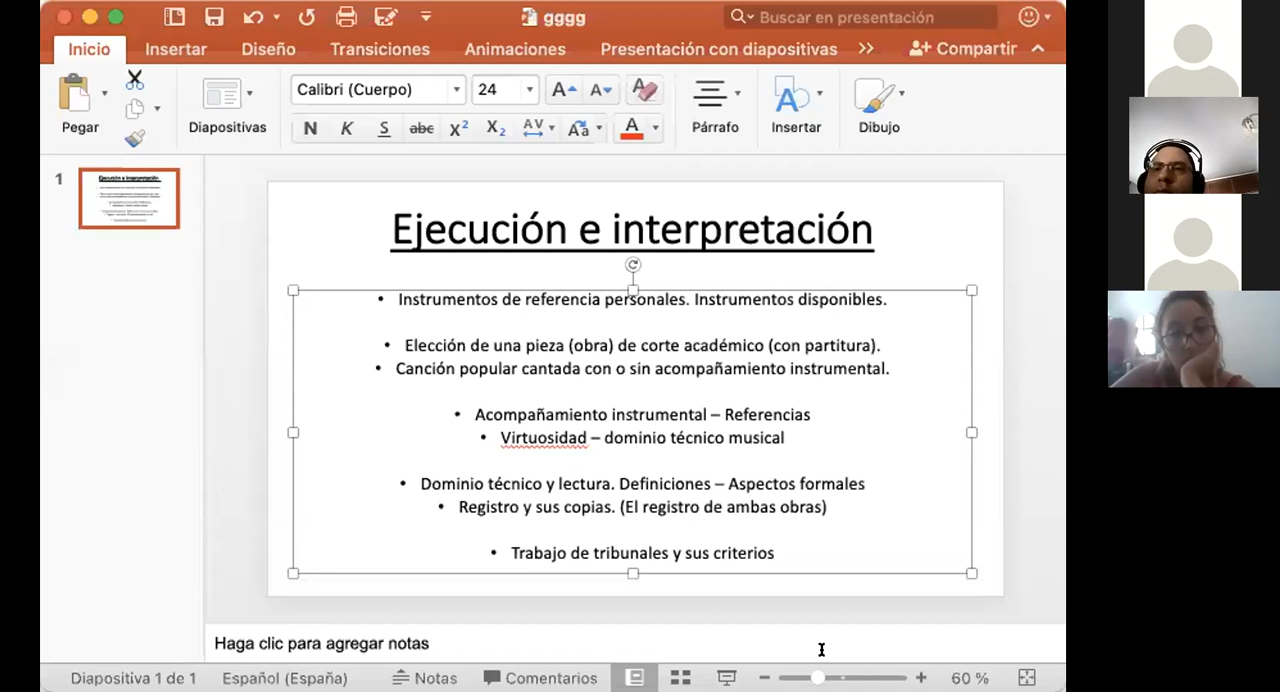 gggg
Buscar en presentación
Inicio
Insertar
Diseño
Transiciones
Animaciones
Presentación con diapositivas
Compartir
Pegar
Diapositivas
Calibri (Cuerpo)
24
N K S abc X² X₂ AV Aa A
Párrafo
Insertar
Dibujo
1
Ejecución e interpretación
• Instrumentos de referencia personales. Instrumentos disponibles.
• Elección de una pieza (obra) de corte académico (con partitura).
• Canción popular cantada con o sin acompañamiento instrumental.
• Acompañamiento instrumental – Referencias
• Virtuosidad – dominio técnico musical
• Dominio técnico y lectura. Definiciones – Aspectos formales
• Registro y sus copias. (El registro de ambas obras)
• Trabajo de tribunales y sus criterios
Haga clic para agregar notas
Diapositiva 1 de 1
Español (España)
Notas
Comentarios
60 %